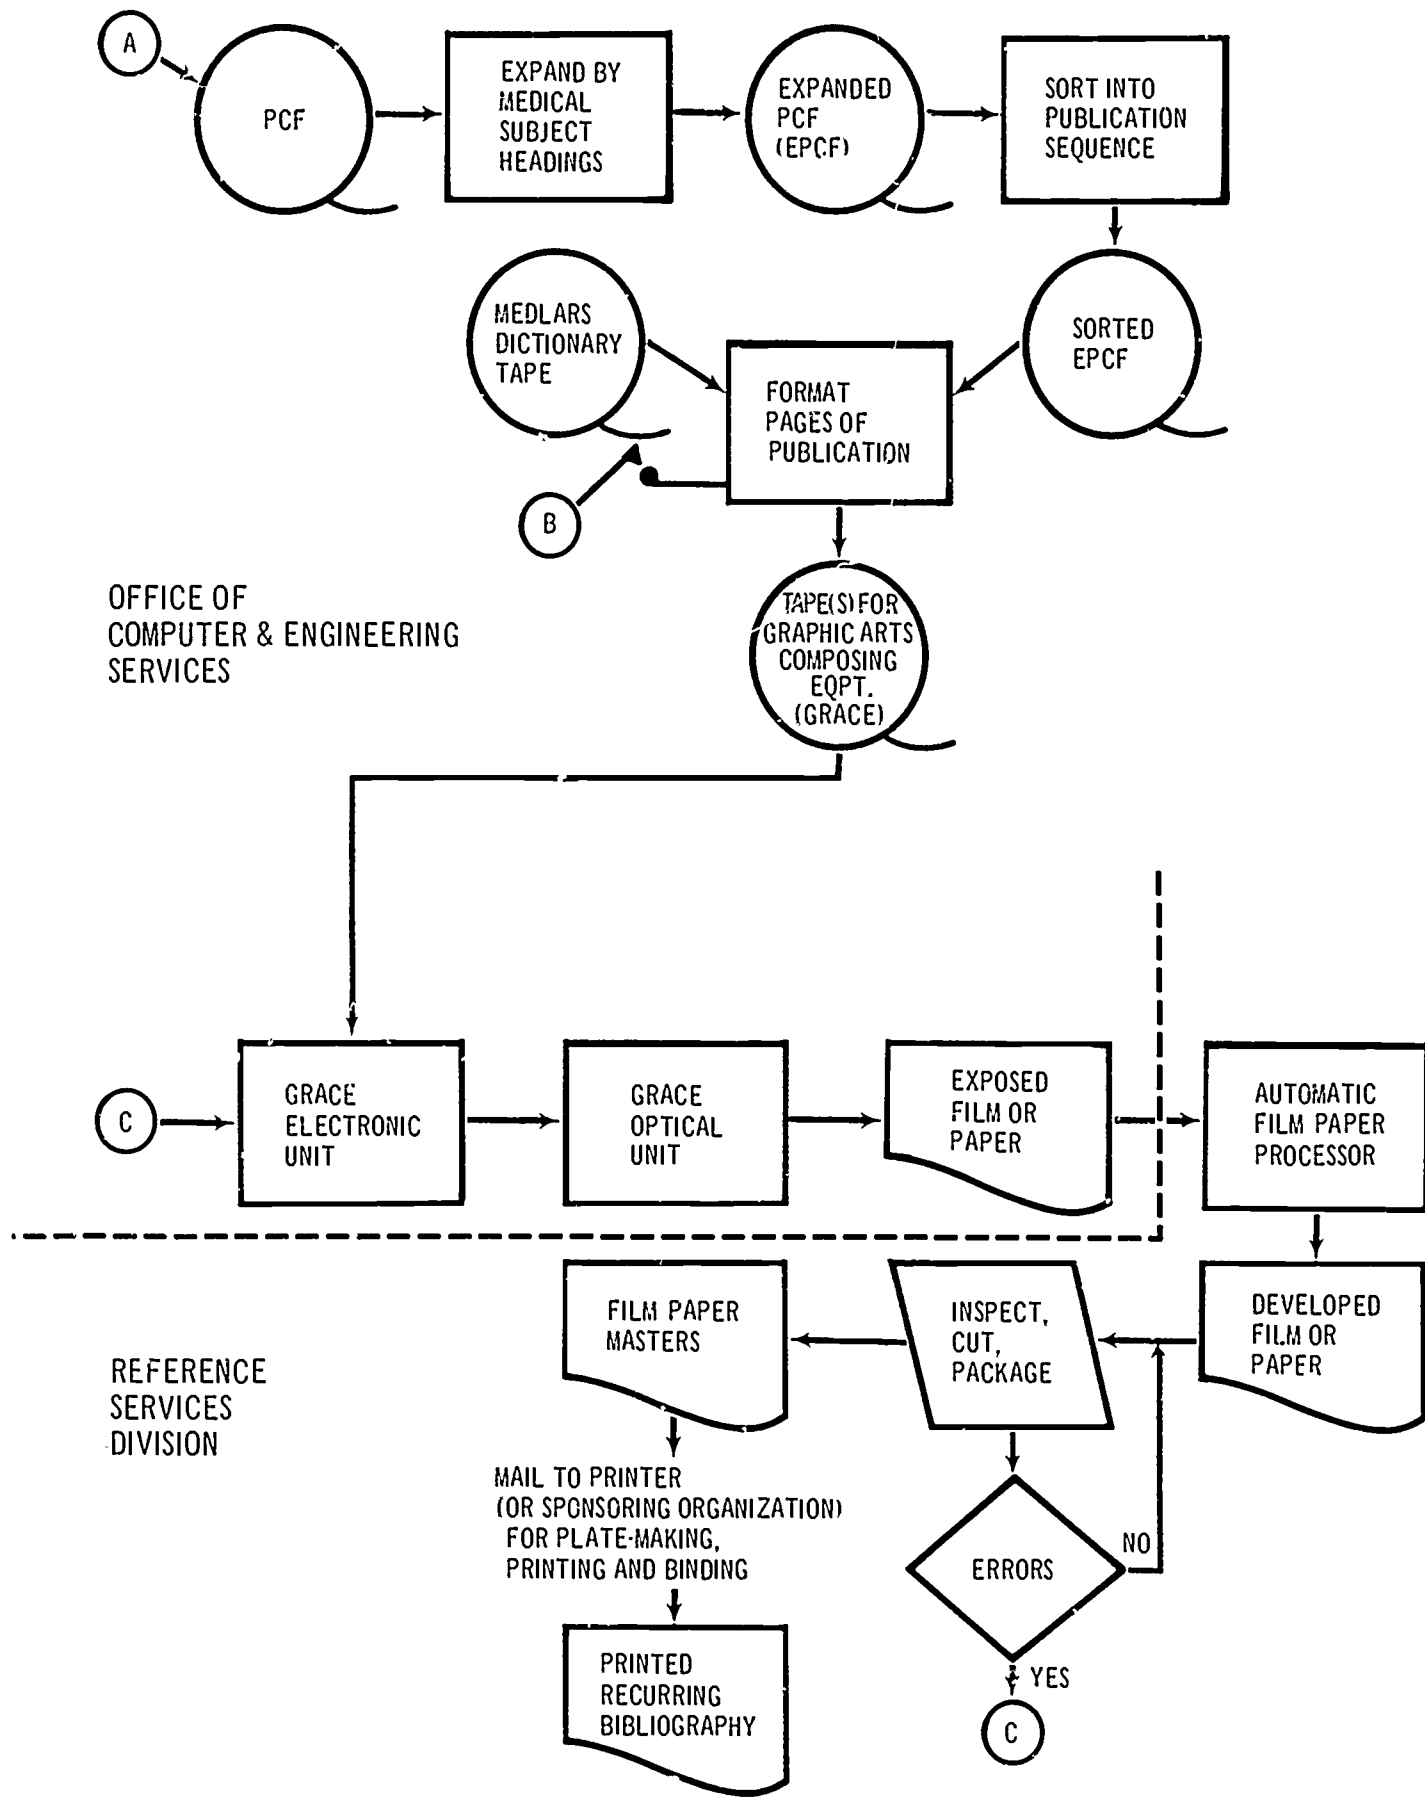 A
PCF
EXPAND BY
MEDICAL
SUBJECT
HEADINGS
EXPANDED
PCF
(EPCF)
SORT INTO
PUBLICATION
SEQUENCE
MEDLARS
DICTIONARY
TAPE
FORMAT
PAGES OF
PUBLICATION
SORTED
EPCF
B
OFFICE OF
COMPUTER & ENGINEERING
SERVICES
TAPE(S) FOR
GRAPHIC ARTS
COMPOSING
EQPT.
(GRACE)
C
GRACE
ELECTRONIC
UNIT
GRACE
OPTICAL
UNIT
EXPOSED
FILM OR
PAPER
AUTOMATIC
FILM PAPER
PROCESSOR
FILM PAPER
MASTERS
INSPECT,
CUT,
PACKAGE
DEVELOPED
FILM OR
PAPER
REFERENCE
SERVICES
DIVISION
MAIL TO PRINTER
(OR SPONSORING ORGANIZATION)
FOR PLATE-MAKING,
PRINTING AND BINDING
ERRORS
NO
YES
PRINTED
RECURRING
BIBLIOGRAPHY
C